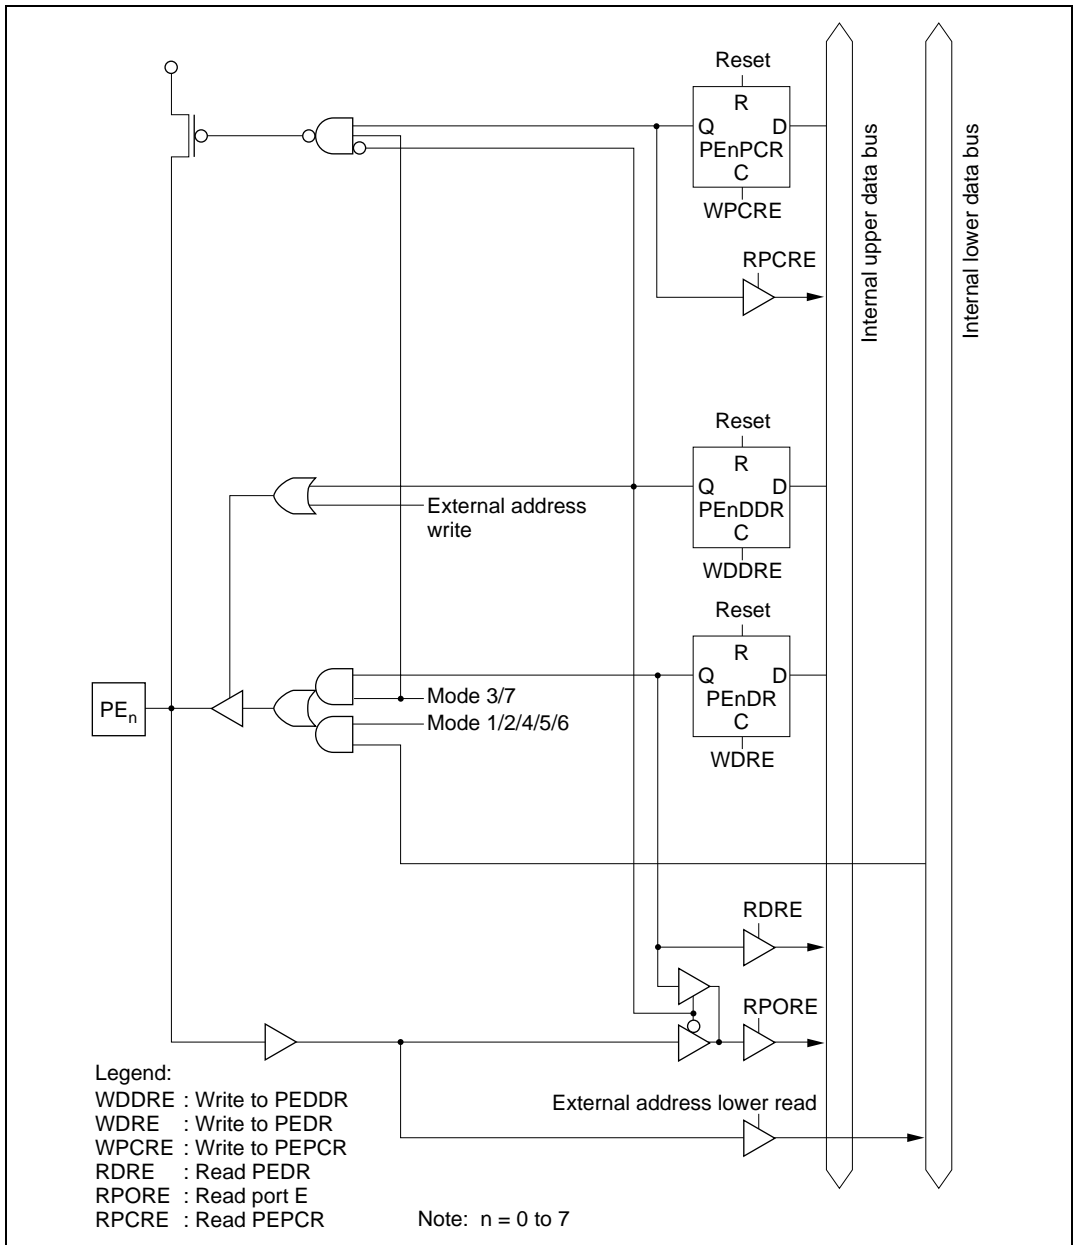 Reset
R
Q D
PEnPCR
C
WPCRE
RPCRE
Internal upper data bus
Internal lower data bus
Reset
R
Q D
PEnDDR
C
WDDRE
External address
write
Reset
R
Q D
PEnDR
C
WDRE
Mode 3/7
Mode 1/2/4/5/6
PEn
RDRE
RPORE
External address lower read
Legend:
WDDRE : Write to PEDDR
WDRE : Write to PEDR
WPCRE : Write to PEPCR
RDRE : Read PEDR
RPORE : Read port E
RPCRE : Read PEPCR
Note: n = 0 to 7